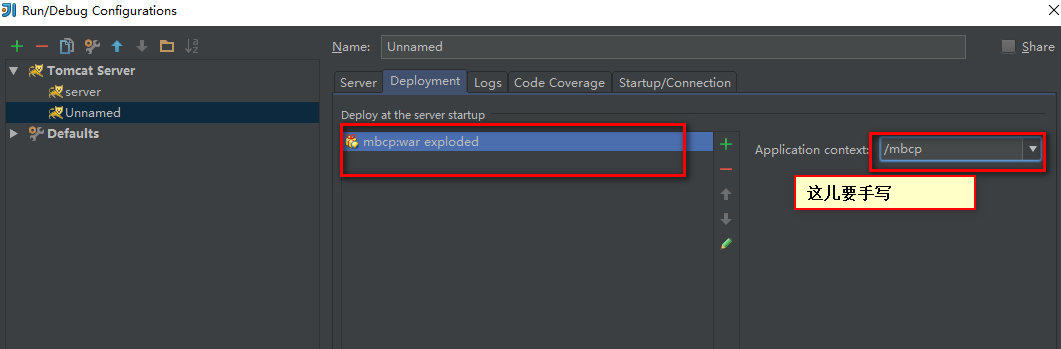 Run/Debug Configurations
Name: Unnamed Share
Tomcat Server
server
Unnamed
Defaults
Server Deployment Logs Code Coverage Startup/Connection
Deploy at the server startup
mbcp:war exploded
Application context: /mbcp
这儿要手写